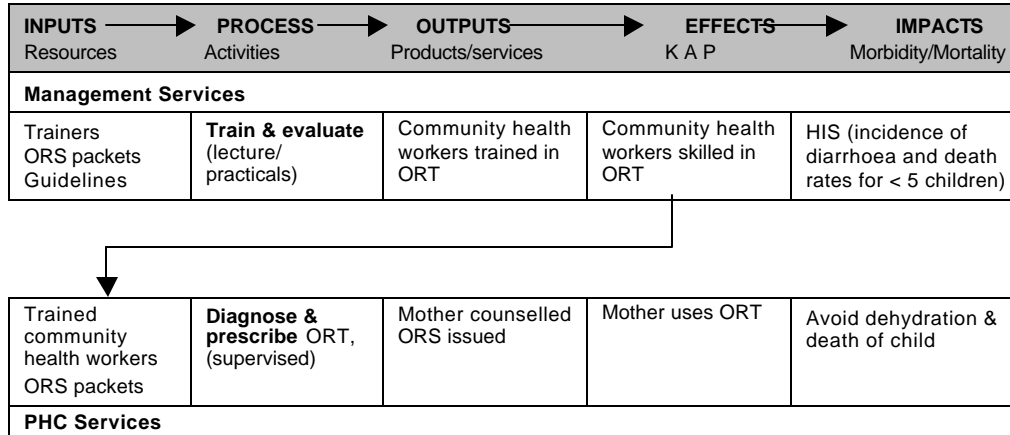 INPUTS PROCESS OUTPUTS EFFECTS IMPACTS
Resources Activities Products/services K A P Morbidity/Mortality
Management Services
Trainers
ORS packets
Guidelines
Train & evaluate
(lecture/
practicals)
Community health
workers trained in
ORT
Community health
workers skilled in
ORT
HIS (incidence of
diarrhoea and death
rates for < 5 children)
Trained
community
health workers
ORS packets
Diagnose &
prescribe ORT,
(supervised)
Mother counselled
ORS issued
Mother uses ORT
Avoid dehydration &
death of child
PHC Services